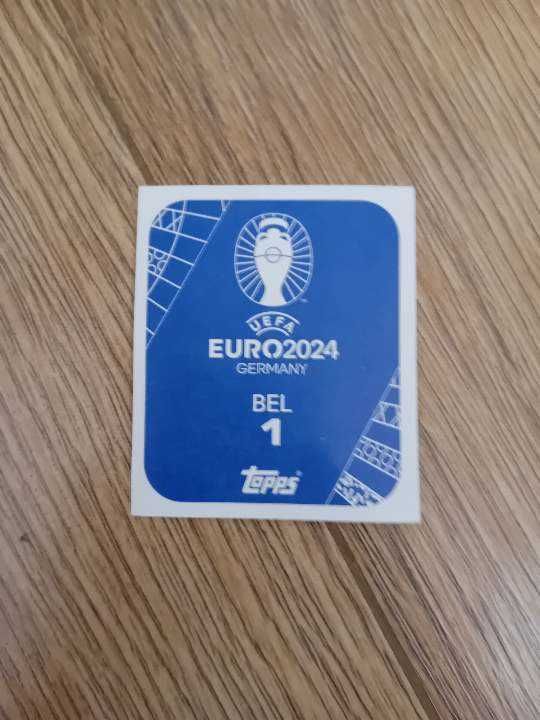 UEFA
EURO2024
GERMANY
BEL
1
topps